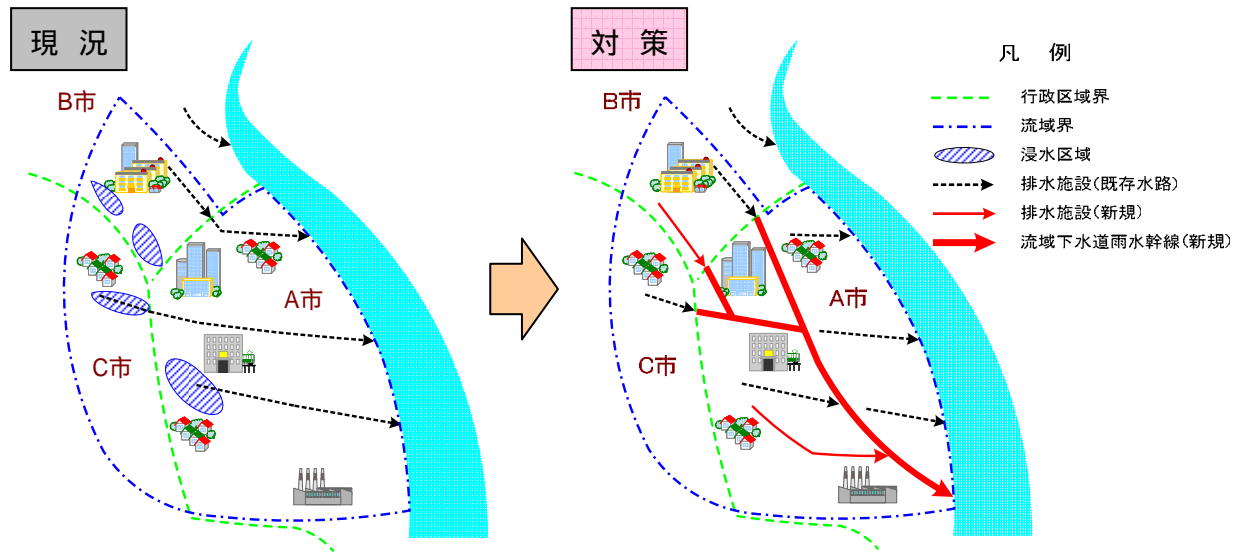 現 況
B市
A市
C市
対 策
B市
A市
C市
凡 例
行政区域界
流域界
浸水区域
排水施設(既存水路)
排水施設(新規)
流域下水道雨水幹線(新規)